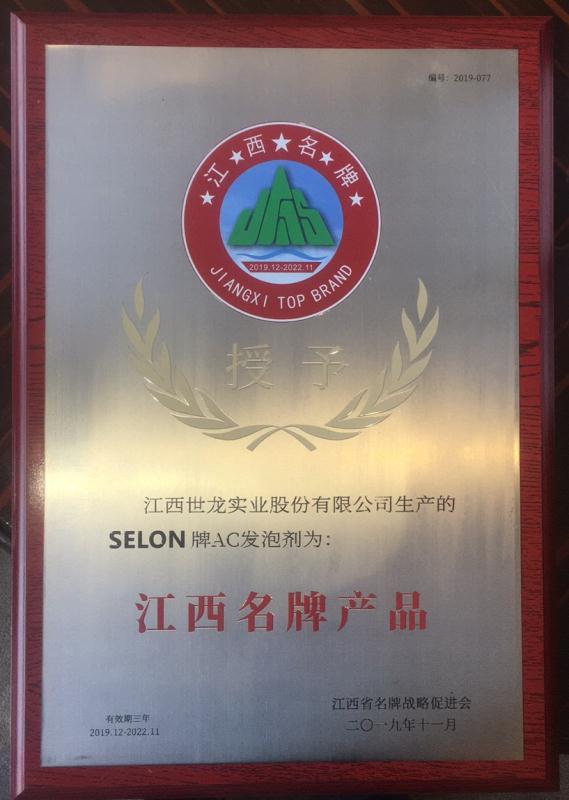 编号：2019-077
江★西★名★牌
JGS
2019.12-2022.11
JIANGXI TOP BRAND
授予
江西世龙实业股份有限公司生产的
SELON 牌AC发泡剂为：
江西名牌产品
江西省名牌战略促进会
二〇一九年十一月
有效期三年
2019.12-2022.11